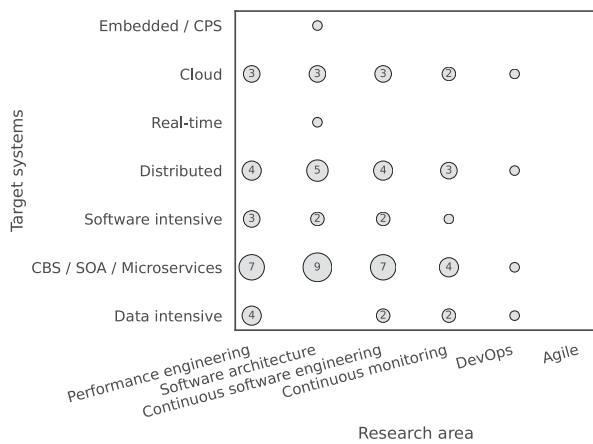 Embedded / CPS
Cloud 3 3 3 2
Real-time
Distributed 4 5 4 3
Software intensive 3 2 2
CBS / SOA / Microservices 7 9 7 4
Data intensive 4 2 2
Target systems
Performance engineering
Software architecture
Continuous software engineering
Continuous monitoring
DevOps
Agile
Research area